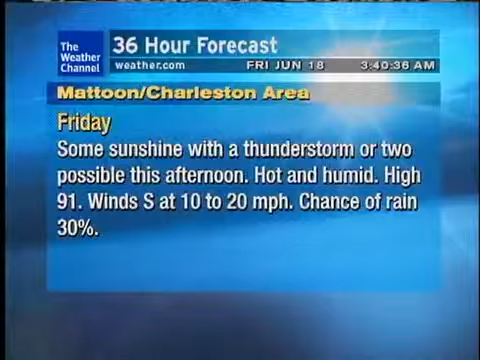 The
Weather
Channel
36 Hour Forecast
weather.com FRI JUN 18 3:40:36 AM
Mattoon/Charleston Area
Friday
Some sunshine with a thunderstorm or two
possible this afternoon. Hot and humid. High
91. Winds S at 10 to 20 mph. Chance of rain
30%.